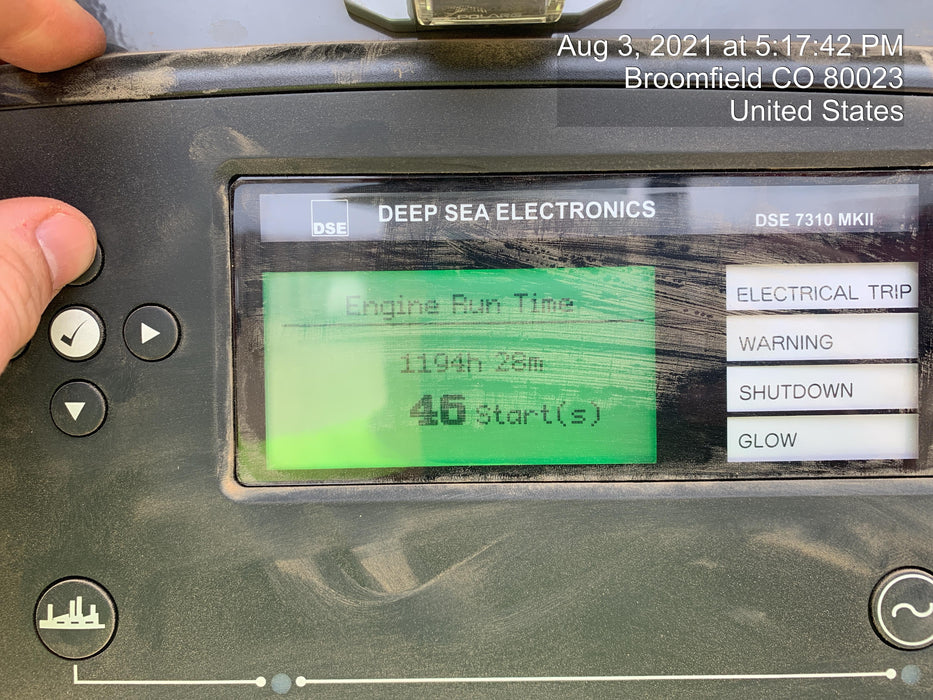 POLARIS
Aug 3, 2021 at 5:17:42 PM
Broomfield CO 80023
United States
DSE
DEEP SEA ELECTRONICS
DSE 7310 MKII
Engine Run Time
1194h 28m
46 Start(s)
ELECTRICAL TRIP
WARNING
SHUTDOWN
GLOW